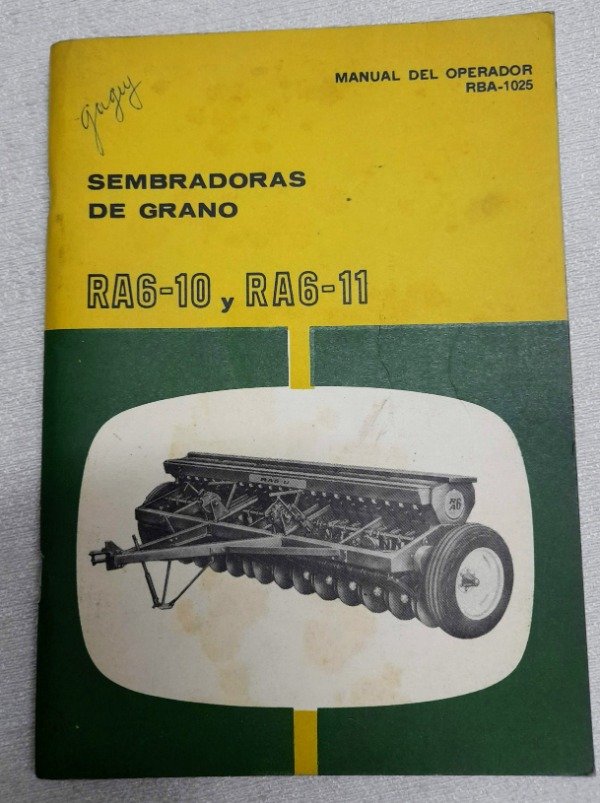 MANUAL DEL OPERADOR
RBA-1025
SEMBRADORAS
DE GRANO
RA6-10 y RA6-11